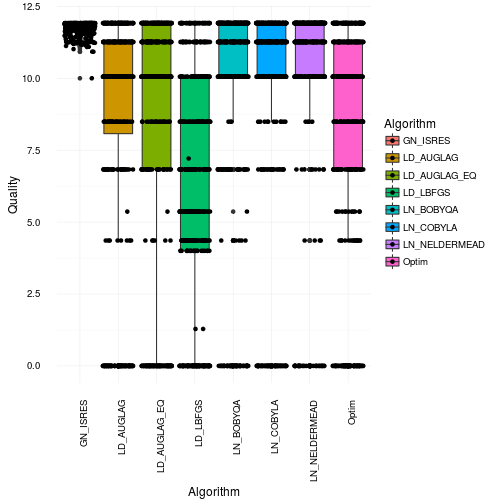 12.5
10.0
7.5
5.0
2.5
0.0
Quality
GN_ISRES
LD_AUGLAG
LD_AUGLAG_EQ
LD_LBFGS
LN_BOBYQA
LN_COBYLA
LN_NELDERMEAD
Optim
Algorithm
Algorithm
GN_ISRES
LD_AUGLAG
LD_AUGLAG_EQ
LD_LBFGS
LN_BOBYQA
LN_COBYLA
LN_NELDERMEAD
Optim